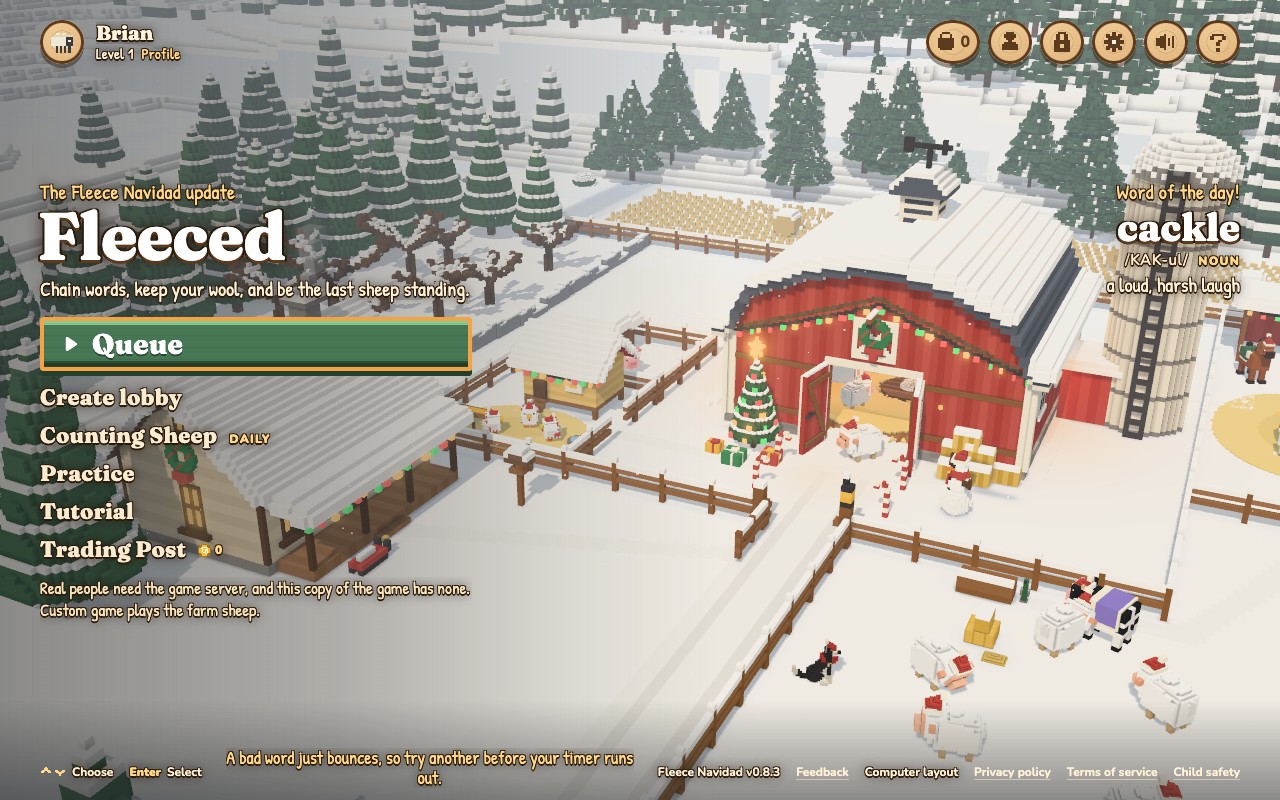 Brian
Level 1 Profile
0
The Fleece Navidad update
Fleeced
Chain words, keep your wool, and be the last sheep standing.
Queue
Create lobby
Counting Sheep DAILY
Practice
Tutorial
Trading Post 0
Real people need the game server, and this copy of the game has none.
Custom game plays the farm sheep.
Word of the day!
cackle
/KAK-ul/ NOUN
a loud, harsh laugh
Choose Enter Select
A bad word just bounces, so try another before your timer runs
out.
Fleece Navidad v0.8.3 Feedback Computer layout Privacy policy Terms of service Child safety